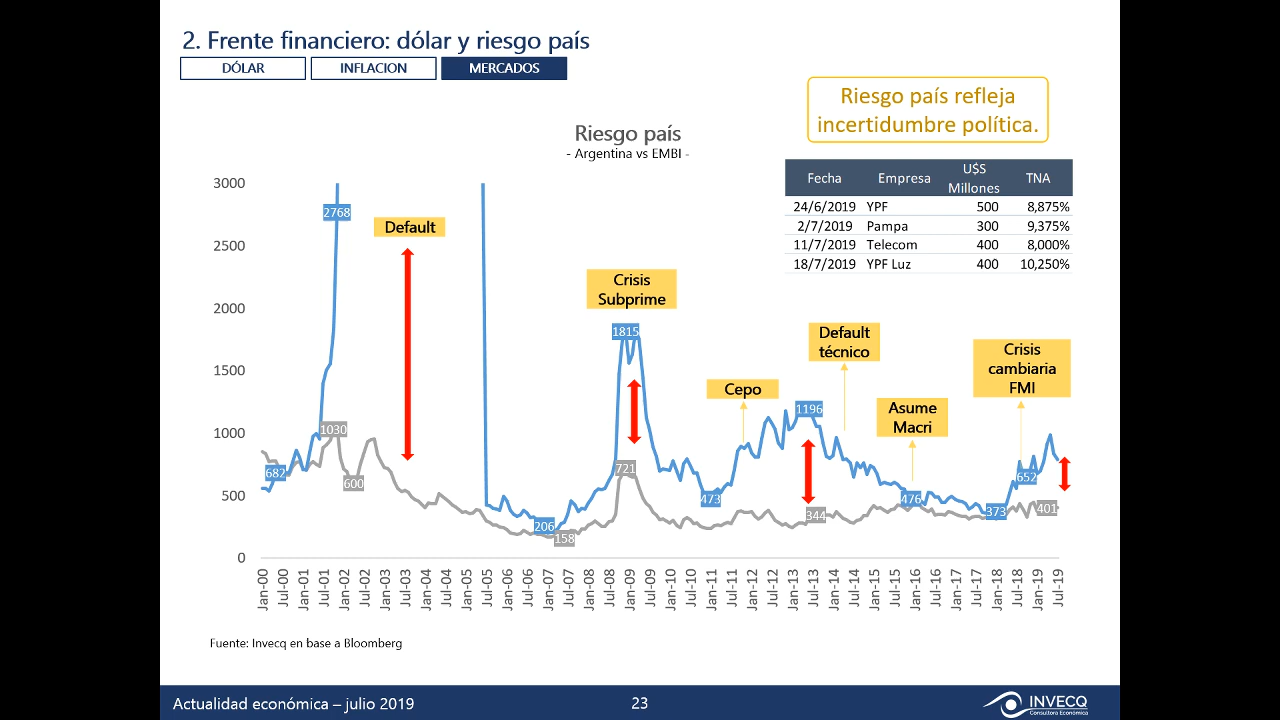 2. Frente financiero: dólar y riesgo país
DÓLAR
INFLACION
MERCADOS
Riesgo país refleja
incertidumbre política.
Riesgo país
- Argentina vs EMBI -
Fecha Empresa U$S Millones TNA
24/6/2019 YPF 500 8,875%
2/7/2019 Pampa 300 9,375%
11/7/2019 Telecom 400 8,000%
18/7/2019 YPF Luz 400 10,250%
3000
2500
2000
1500
1000
500
0
2768
Default
1030
682
600
Crisis
Subprime
1815
721
206
158
Cepo
473
Default
técnico
1196
344
Asume
Macri
476
Crisis
cambiaria
FMI
652
373
401
Jan-00
Jul-00
Jan-01
Jul-01
Jan-02
Jul-02
Jan-03
Jul-03
Jan-04
Jul-04
Jan-05
Jul-05
Jan-06
Jul-06
Jan-07
Jul-07
Jan-08
Jul-08
Jan-09
Jul-09
Jan-10
Jul-10
Jan-11
Jul-11
Jan-12
Jul-12
Jan-13
Jul-13
Jan-14
Jul-14
Jan-15
Jul-15
Jan-16
Jul-16
Jan-17
Jul-17
Jan-18
Jul-18
Jan-19
Jul-19
Fuente: Invecq en base a Bloomberg
Actualidad económica – julio 2019
23
INVECQ
Consultora Económica